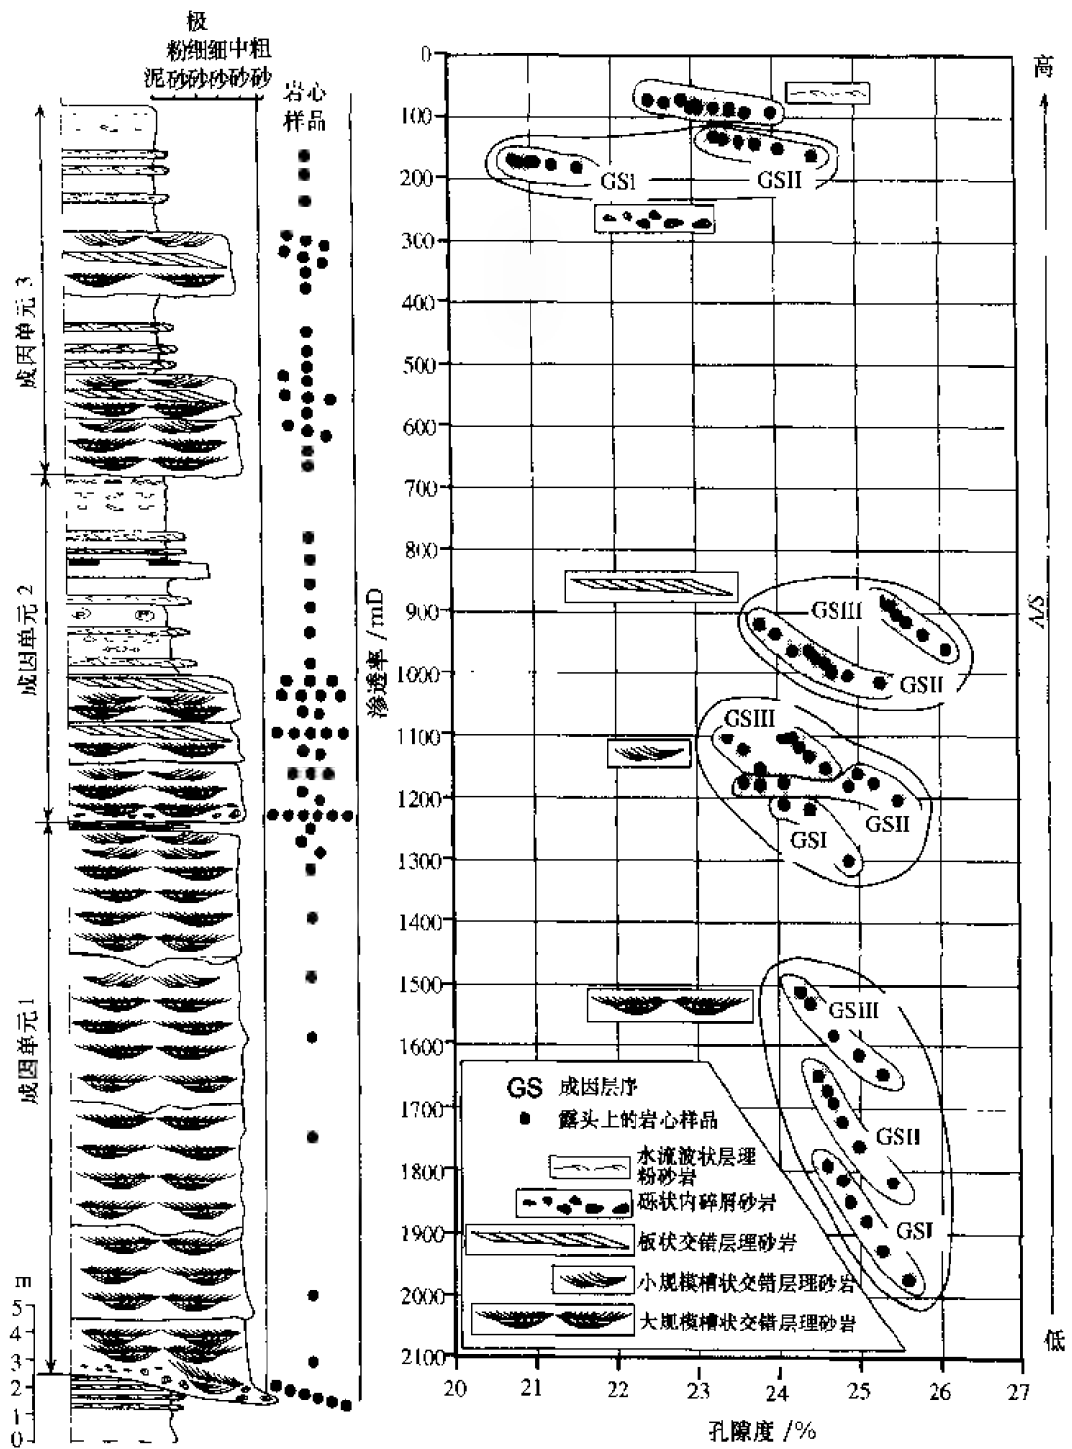 极
粉细细中粗
泥砂砂砂砂砂
岩心
样品
成因单元3
成因单元2
成因单元1
m
5
4
3
2
1
0
渗透率/mD
0
100
200
300
400
500
600
700
800
900
1000
1100
1200
1300
1400
1500
1600
1700
1800
1900
2000
2100
GSI
GSII
GSIII
GSII
GSIII
GSII
GSI
GSIII
GSII
GSI
GS 成因层序
露头上的岩心样品
水流波状层理
粉砂岩
砾状内碎屑砂岩
板状交错层理砂岩
小规模槽状交错层理砂岩
大规模槽状交错层理砂岩
20 21 22 23 24 25 26 27
孔隙度/%
高
A/S
低